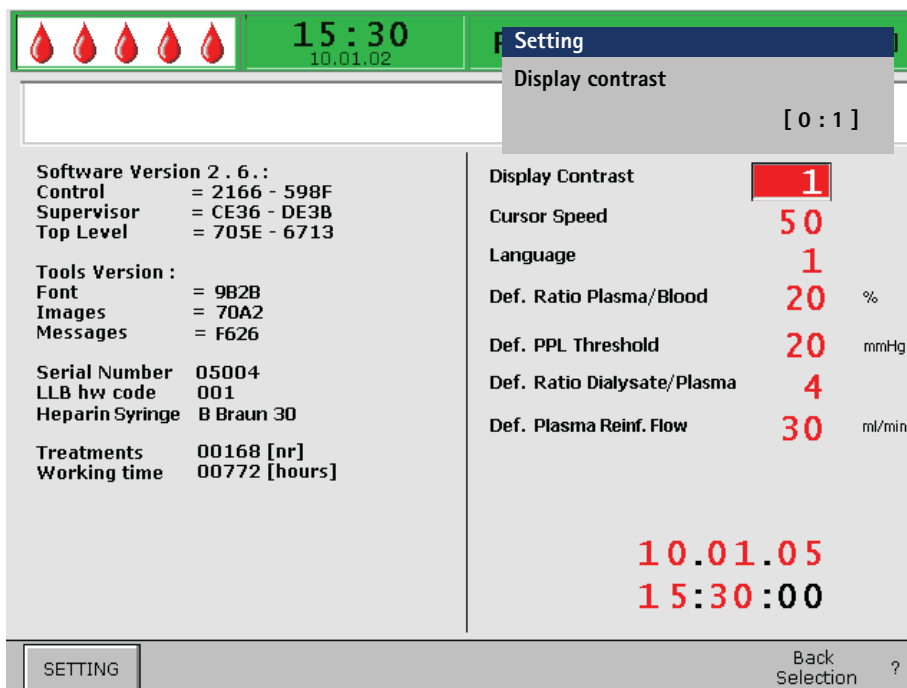 15:30
10.01.02
Setting
Display contrast
[ 0 : 1 ]
Software Version 2 . 6.:
Control = 2166 - 598F
Supervisor = CE36 - DE3B
Top Level = 705E - 6713
Tools Version :
Font = 9B2B
Images = 70A2
Messages = F626
Serial Number 05004
LLB hw code 001
Heparin Syringe B Braun 30
Treatments 00168 [nr]
Working time 00772 [hours]
Display Contrast 1
Cursor Speed 50
Language 1
Def. Ratio Plasma/Blood 20 %
Def. PPL Threshold 20 mmHg
Def. Ratio Dialysate/Plasma 4
Def. Plasma Reinf. Flow 30 ml/min
10.01.05
15:30:00
SETTING
Back
Selection ?